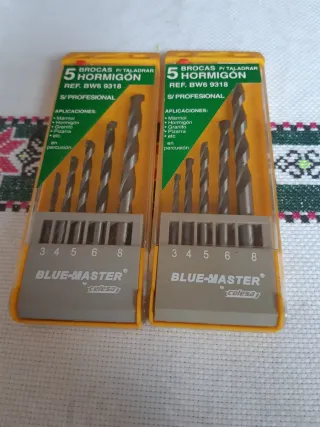 5 BROCAS P/ TALADRAR
HORMIGÓN
REF. BW6 9318
S/ PROFESIONAL
APLICACIONES:
• Mármol
• Hormigón
• Granito
• Pizarra
• etc
en
percusión
3 4 5 6 8
BLUE-MASTER
5 BROCAS P/ TALADRAR
HORMIGÓN
REF. BW6 9318
S/ PROFESIONAL
APLICACIONES:
• Mármol
• Hormigón
• Granito
• Pizarra
• etc
en
percusión
3 4 5 6 8
BLUE-MASTER